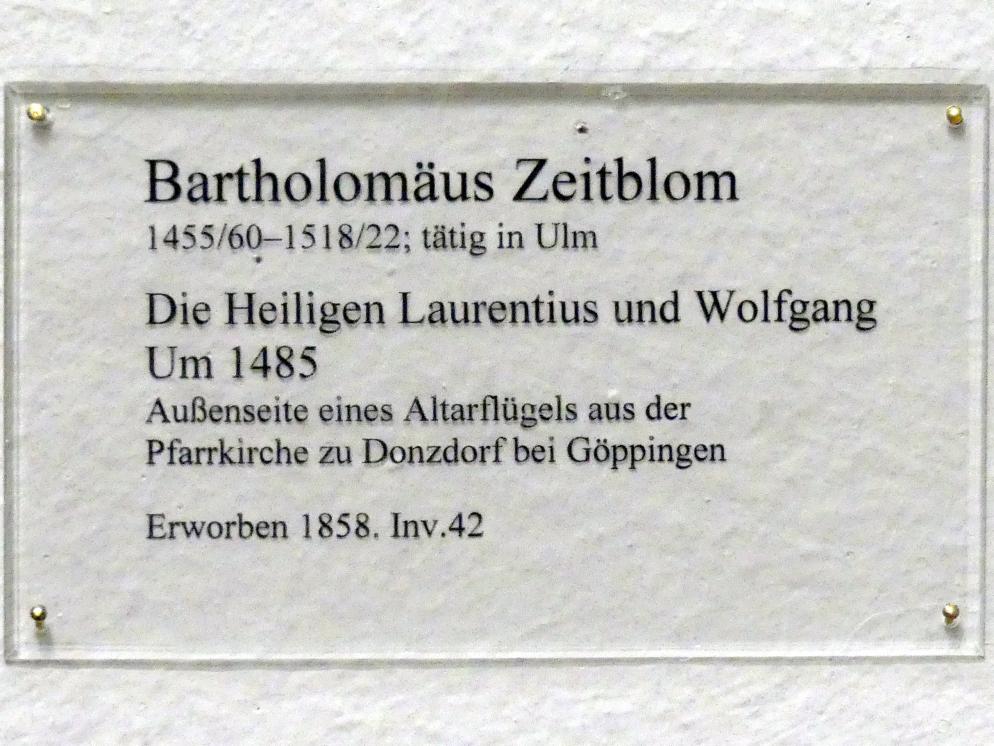 Bartholomäus Zeitblom
1455/60–1518/22; tätig in Ulm
Die Heiligen Laurentius und Wolfgang
Um 1485
Außenseite eines Altarflügels aus der
Pfarrkirche zu Donzdorf bei Göppingen
Erworben 1858. Inv.42